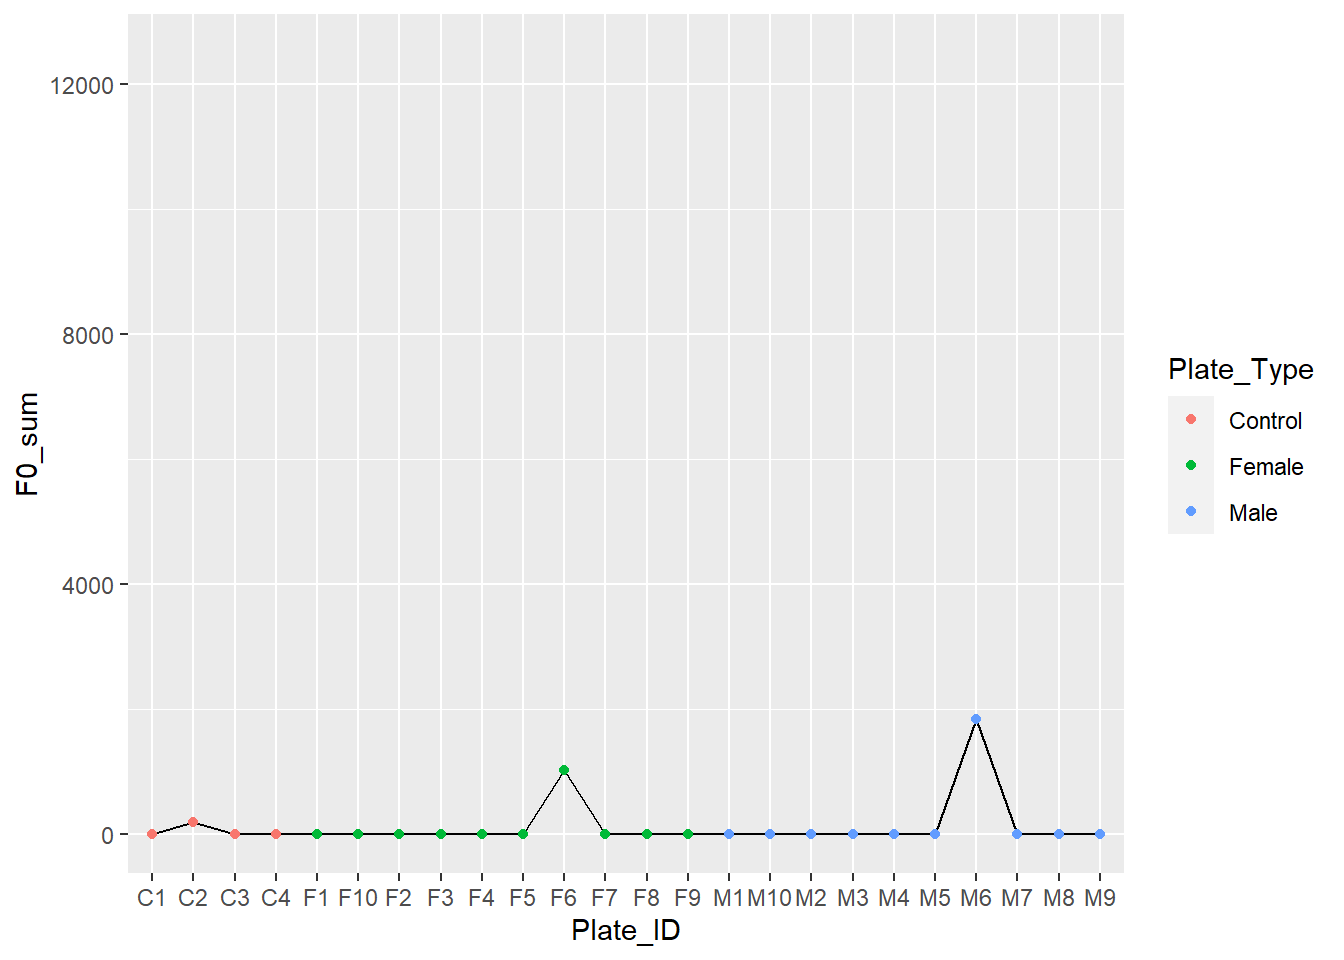 12000
8000
4000
0
F0_sum
C1 C2 C3 C4 F1 F10 F2 F3 F4 F5 F6 F7 F8 F9 M1 M10 M2 M3 M4 M5 M6 M7 M8 M9
Plate_ID
Plate_Type
Control
Female
Male